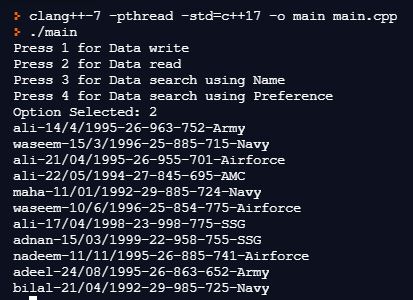 clang++-7 -pthread -std=c++17 -o main main.cpp
./main
Press 1 for Data write
Press 2 for Data read
Press 3 for Data search using Name
Press 4 for Data search using Preference
Option Selected: 2
ali-14/4/1995-26-963-752-Army
waseem-15/3/1996-25-885-715-Navy
ali-21/04/1995-26-955-701-Airforce
ali-22/05/1994-27-845-695-AMC
maha-11/01/1992-29-885-724-Navy
waseem-10/6/1996-25-854-775-Airforce
ali-17/04/1998-23-998-775-SSG
adnan-15/03/1999-22-958-755-SSG
nadeem-11/11/1995-26-885-741-Airforce
adeel-24/08/1995-26-863-652-Army
bilal-21/04/1992-29-985-725-Navy